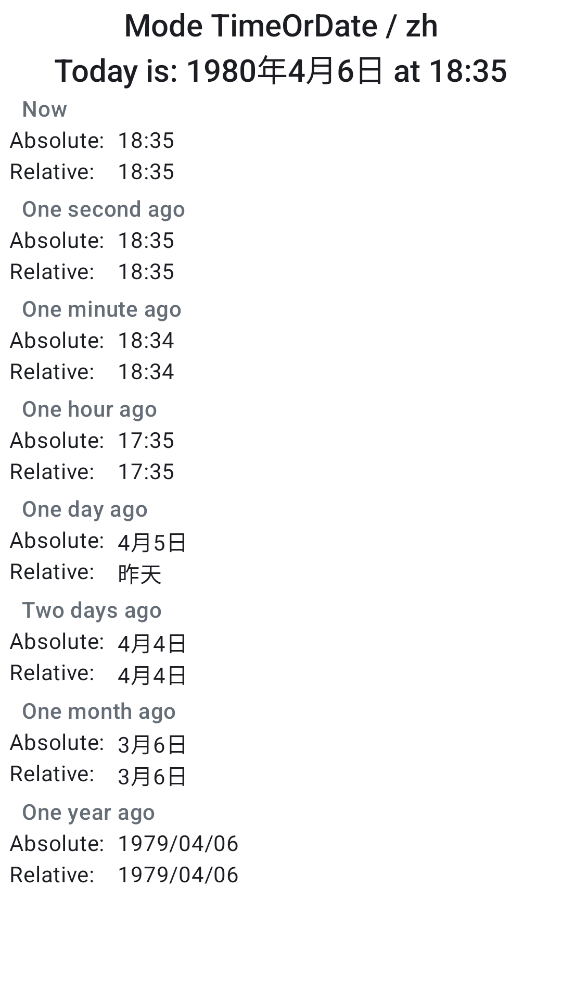 Mode TimeOrDate / zh
Today is: 1980年4月6日 at 18:35
Now
Absolute: 18:35
Relative: 18:35
One second ago
Absolute: 18:35
Relative: 18:35
One minute ago
Absolute: 18:34
Relative: 18:34
One hour ago
Absolute: 17:35
Relative: 17:35
One day ago
Absolute: 4月5日
Relative: 昨天
Two days ago
Absolute: 4月4日
Relative: 4月4日
One month ago
Absolute: 3月6日
Relative: 3月6日
One year ago
Absolute: 1979/04/06
Relative: 1979/04/06